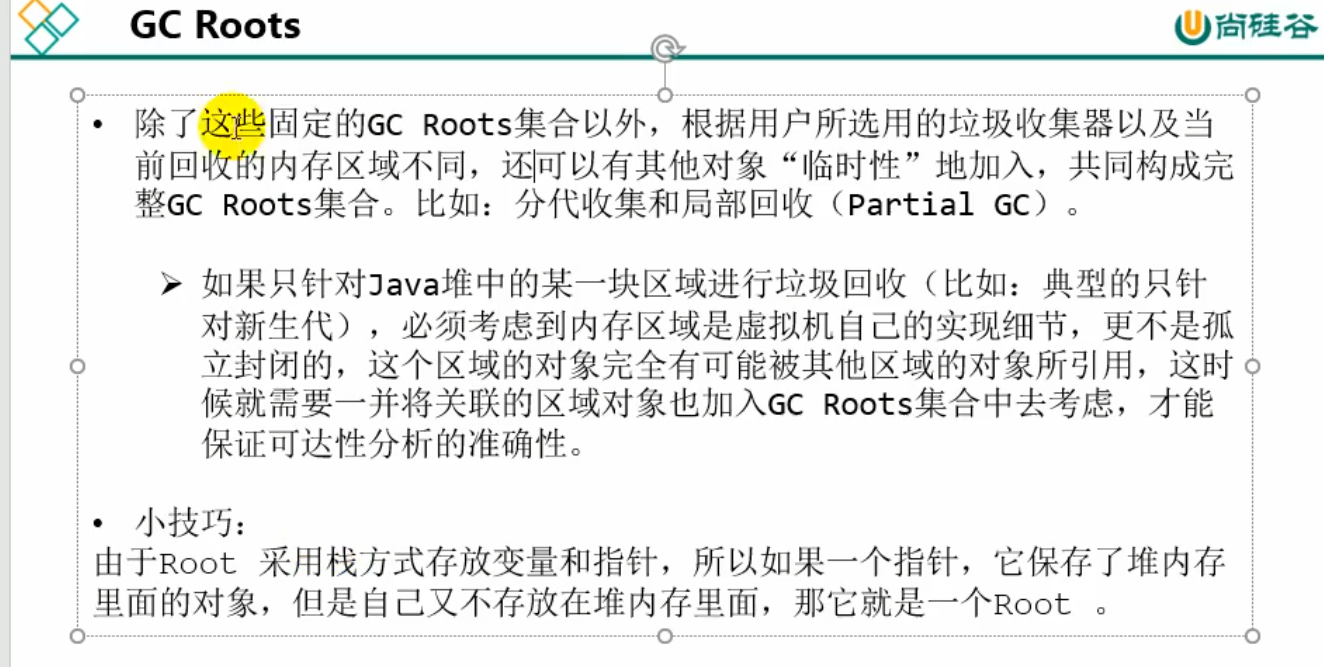 GC Roots
尚硅谷
• 除了这些固定的GC Roots集合以外，根据用户所选用的垃圾收集器以及当
前回收的内存区域不同，还可以有其他对象“临时性”地加入，共同构成完
整GC Roots集合。比如：分代收集和局部回收（Partial GC）。
➢ 如果只针对Java堆中的某一块区域进行垃圾回收（比如：典型的只针
对新生代），必须考虑到内存区域是虚拟机自己的实现细节，更不是孤
立封闭的，这个区域的对象完全有可能被其他区域的对象所引用，这时
候就需要一并将关联的区域对象也加入GC Roots集合中去考虑，才能
保证可达性分析的准确性。
• 小技巧：
由于Root 采用栈方式存放变量和指针，所以如果一个指针，它保存了堆内存
里面的对象，但是自己又不存放在堆内存里面，那它就是一个Root 。